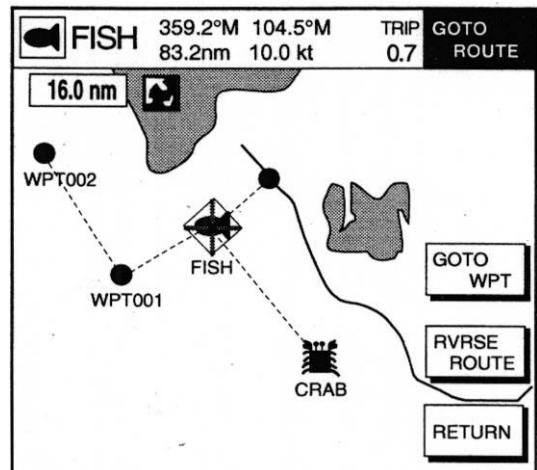 FISH
359.2°M 104.5°M
83.2nm 10.0 kt
TRIP
0.7
GOTO
ROUTE
16.0 nm
WPT002
FISH
WPT001
CRAB
GOTO
WPT
RVRSE
ROUTE
RETURN